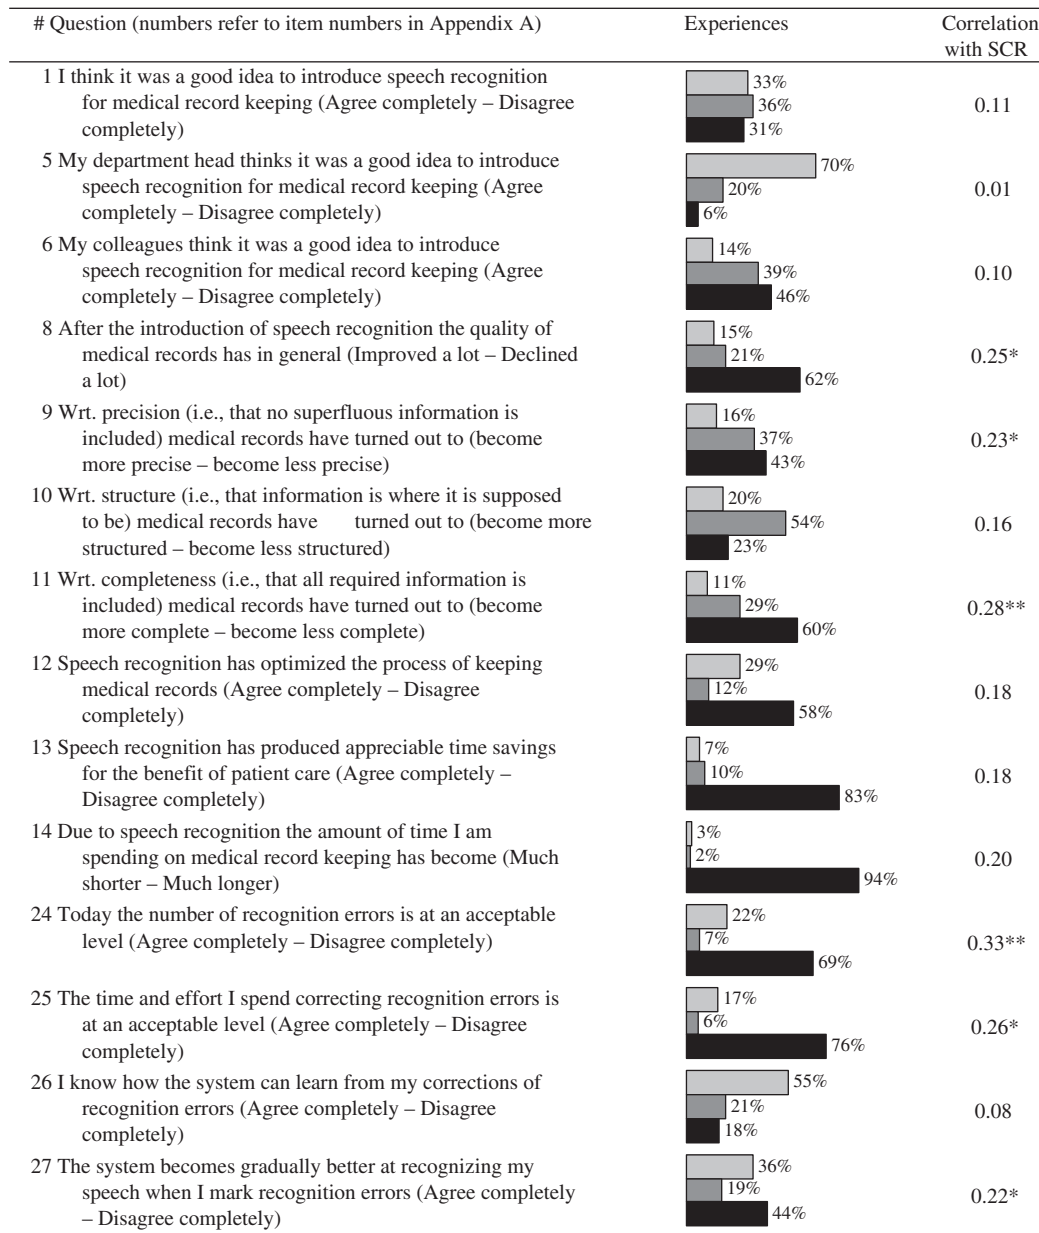 # Question (numbers refer to item numbers in Appendix A) Experiences Correlation
with SCR
1 I think it was a good idea to introduce speech recognition
for medical record keeping (Agree completely – Disagree
completely)
33%
36%
31%
0.11
5 My department head thinks it was a good idea to introduce
speech recognition for medical record keeping (Agree
completely – Disagree completely)
70%
20%
6%
0.01
6 My colleagues think it was a good idea to introduce
speech recognition for medical record keeping (Agree
completely – Disagree completely)
14%
39%
46%
0.10
8 After the introduction of speech recognition the quality of
medical records has in general (Improved a lot – Declined
a lot)
15%
21%
62%
0.25*
9 Wrt. precision (i.e., that no superfluous information is
included) medical records have turned out to (become
more precise – become less precise)
16%
37%
43%
0.23*
10 Wrt. structure (i.e., that information is where it is supposed
to be) medical records have turned out to (become more
structured – become less structured)
20%
54%
23%
0.16
11 Wrt. completeness (i.e., that all required information is
included) medical records have turned out to (become
more complete – become less complete)
11%
29%
60%
0.28**
12 Speech recognition has optimized the process of keeping
medical records (Agree completely – Disagree
completely)
29%
12%
58%
0.18
13 Speech recognition has produced appreciable time savings
for the benefit of patient care (Agree completely –
Disagree completely)
7%
10%
83%
0.18
14 Due to speech recognition the amount of time I am
spending on medical record keeping has become (Much
shorter – Much longer)
3%
2%
94%
0.20
24 Today the number of recognition errors is at an acceptable
level (Agree completely – Disagree completely)
22%
7%
69%
0.33**
25 The time and effort I spend correcting recognition errors is
at an acceptable level (Agree completely – Disagree
completely)
17%
6%
76%
0.26*
26 I know how the system can learn from my corrections of
recognition errors (Agree completely – Disagree
completely)
55%
21%
18%
0.08
27 The system becomes gradually better at recognizing my
speech when I mark recognition errors (Agree completely
– Disagree completely)
36%
19%
44%
0.22*